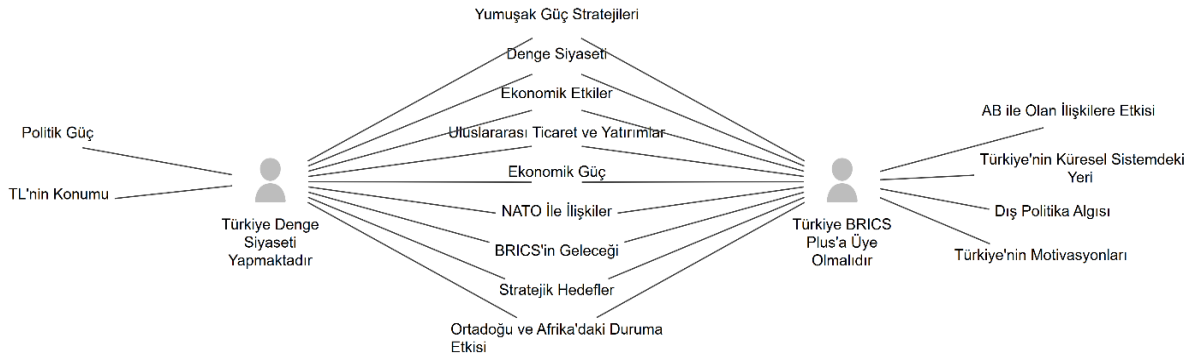 Yumuşak Güç Stratejileri
Denge Siyaseti
Ekonomik Etkiler
Uluslararası Ticaret ve Yatırımlar
Ekonomik Güç
NATO İle İlişkiler
BRICS'in Geleceği
Stratejik Hedefler
Ortadoğu ve Afrika'daki Duruma
Etkisi
Politik Güç
TL'nin Konumu
Türkiye Denge
Siyaseti
Yapmaktadır
Türkiye BRICS
Plus'a Üye
Olmalıdır
AB ile Olan İlişkilere Etkisi
Türkiye'nin Küresel Sistemdeki
Yeri
Dış Politika Algısı
Türkiye'nin Motivasyonları